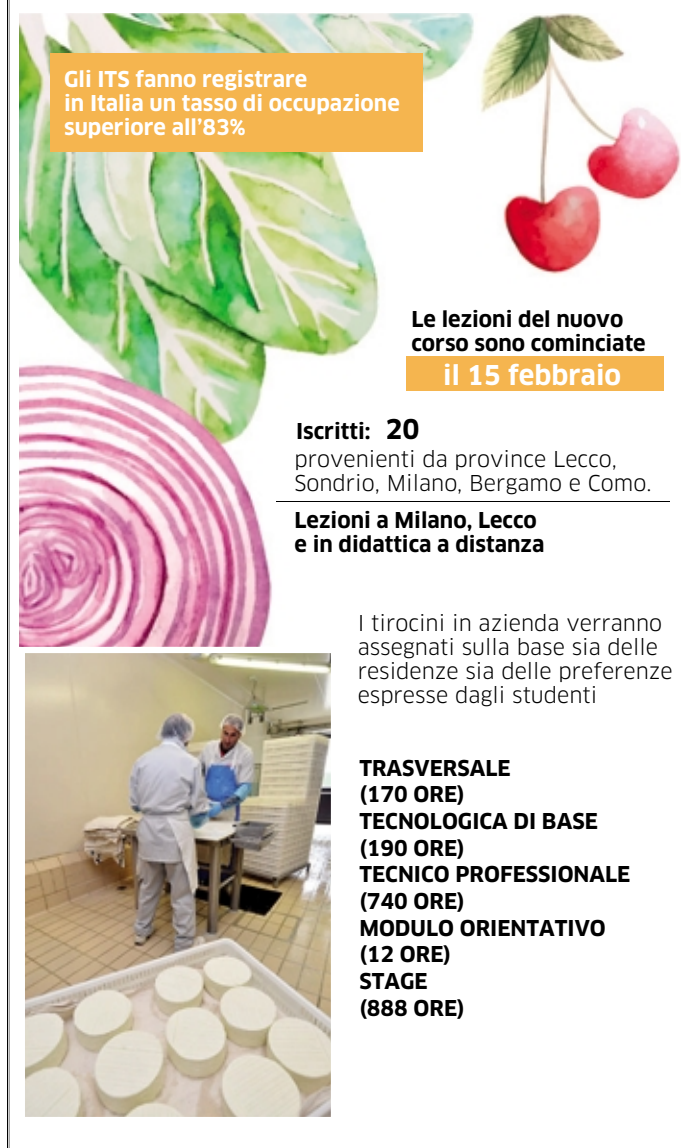 Gli ITS fanno registrare
in Italia un tasso di occupazione
superiore all'83%
Le lezioni del nuovo
corso sono cominciate
il 15 febbraio
Iscritti: 20
provenienti da province Lecco,
Sondrio, Milano, Bergamo e Como.
Lezioni a Milano, Lecco
e in didattica a distanza
I tirocini in azienda verranno
assegnati sulla base sia delle
residenze sia delle preferenze
espresse dagli studenti
TRASVERSALE
(170 ORE)
TECNOLOGICA DI BASE
(190 ORE)
TECNICO PROFESSIONALE
(740 ORE)
MODULO ORIENTATIVO
(12 ORE)
STAGE
(888 ORE)